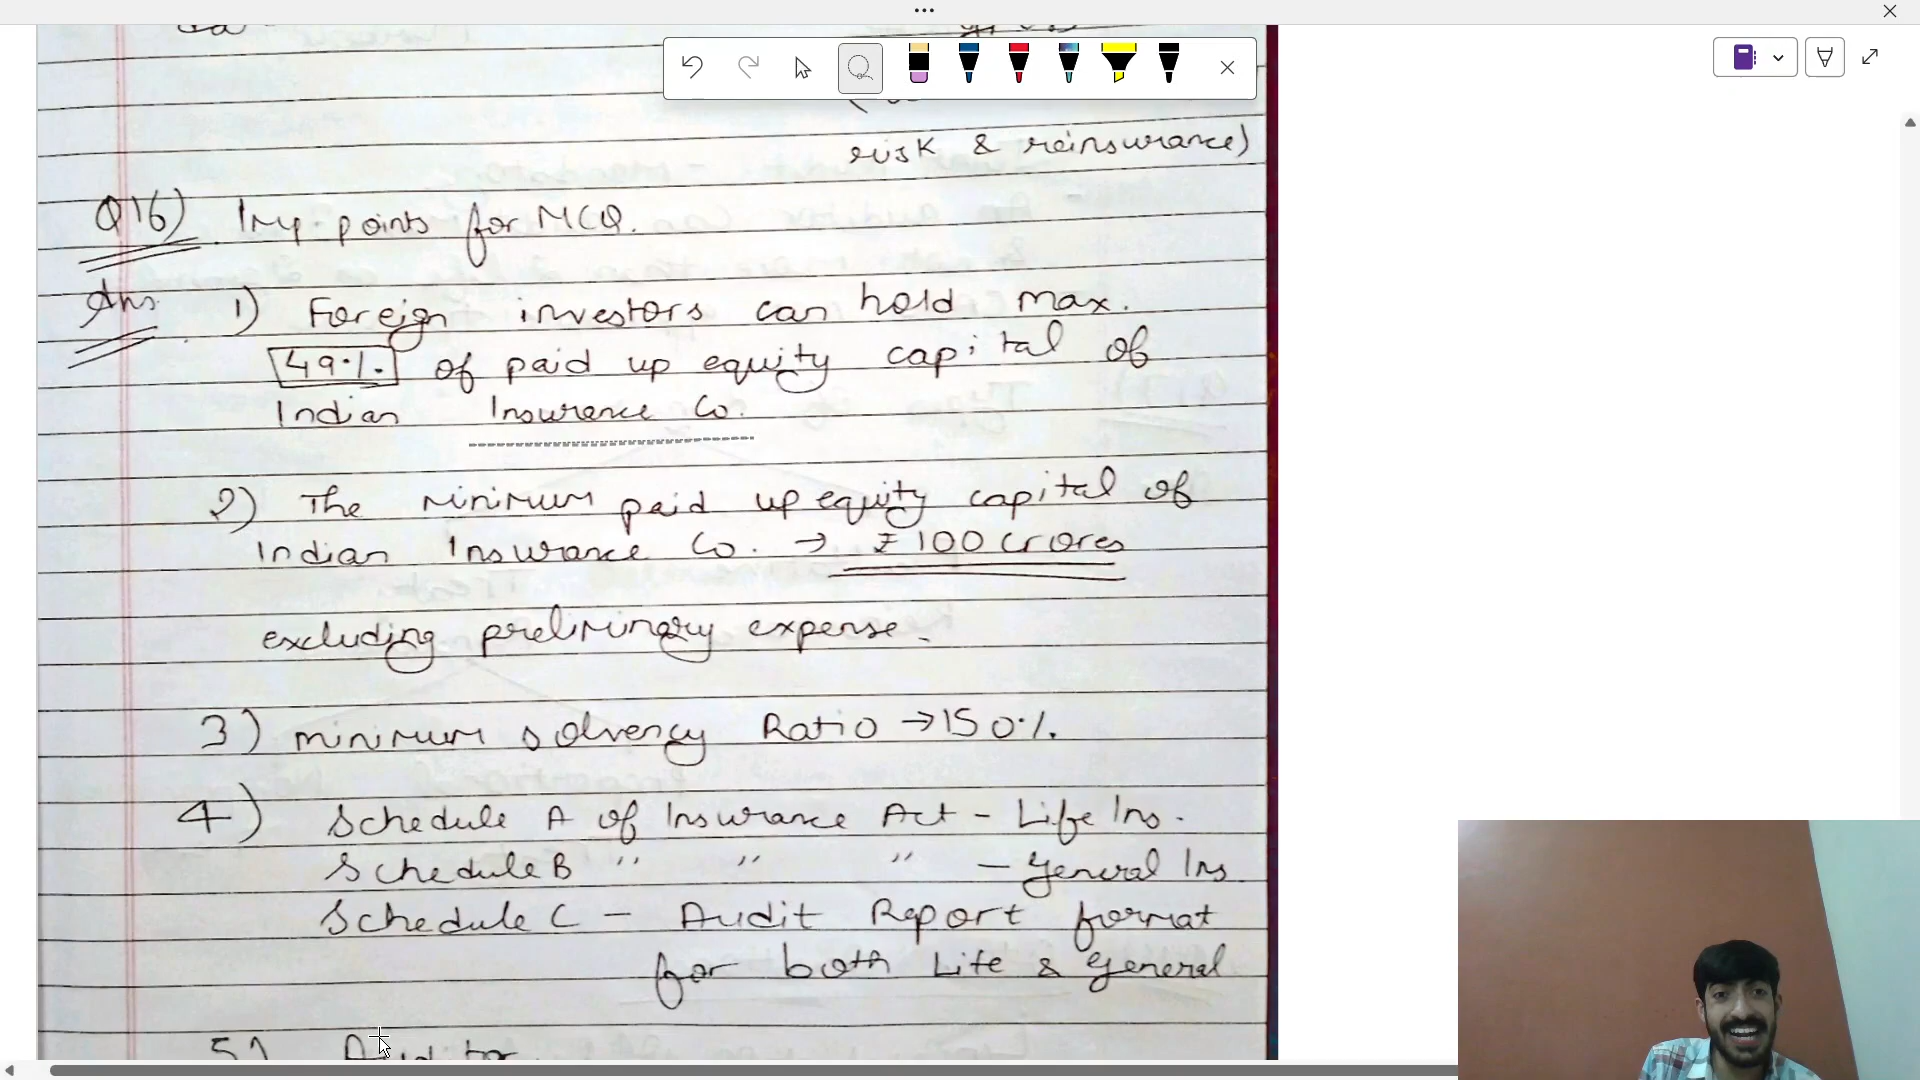 risk & reinsurance)
Q16) Imp. points for MCQ.
Ans. 1) Foreign investors can hold max.
49% of paid up equity capital of
Indian Insurance Co.
2) The minimum paid up equity capital of
Indian Insurance Co. → ₹100 crores
excluding preliminary expense.
3) minimum solvency Ratio → 150%.
4) Schedule A of Insurance Act - Life Ins.
Schedule B " " " - General Ins
Schedule C - Audit Report format
for both Life & General
5) Auditor